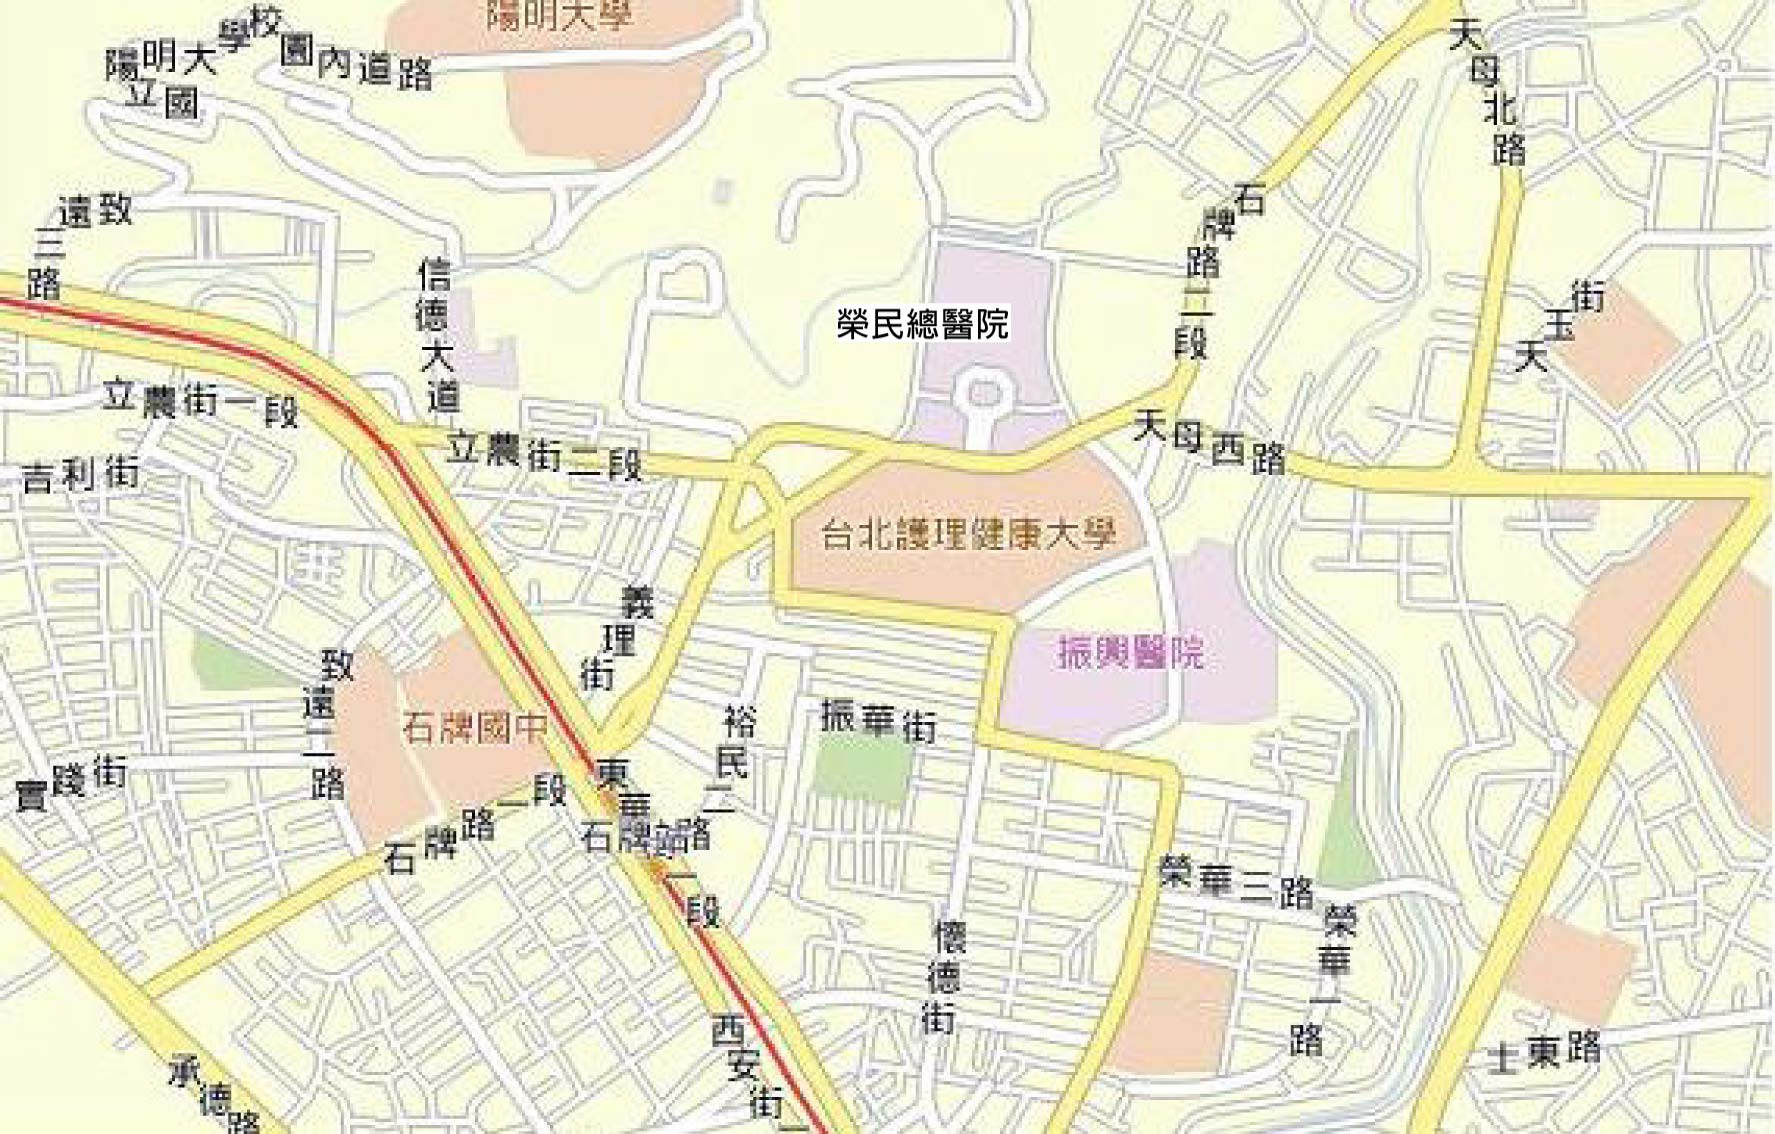 陽明大學
國立陽明大學校園內道路
致遠三路
信德大道
石牌路二段
天母北路
天玉街
榮民總醫院
立農街一段
立農街二段
天母西路
吉利街
台北護理健康大學
義理街
振興醫院
致遠二路
石牌國中
裕民二路
振華街
實踐街
石牌路一段
東華街一段
石牌站
榮華三路
榮華一路
懷德街
西安街一
士東路
承德路